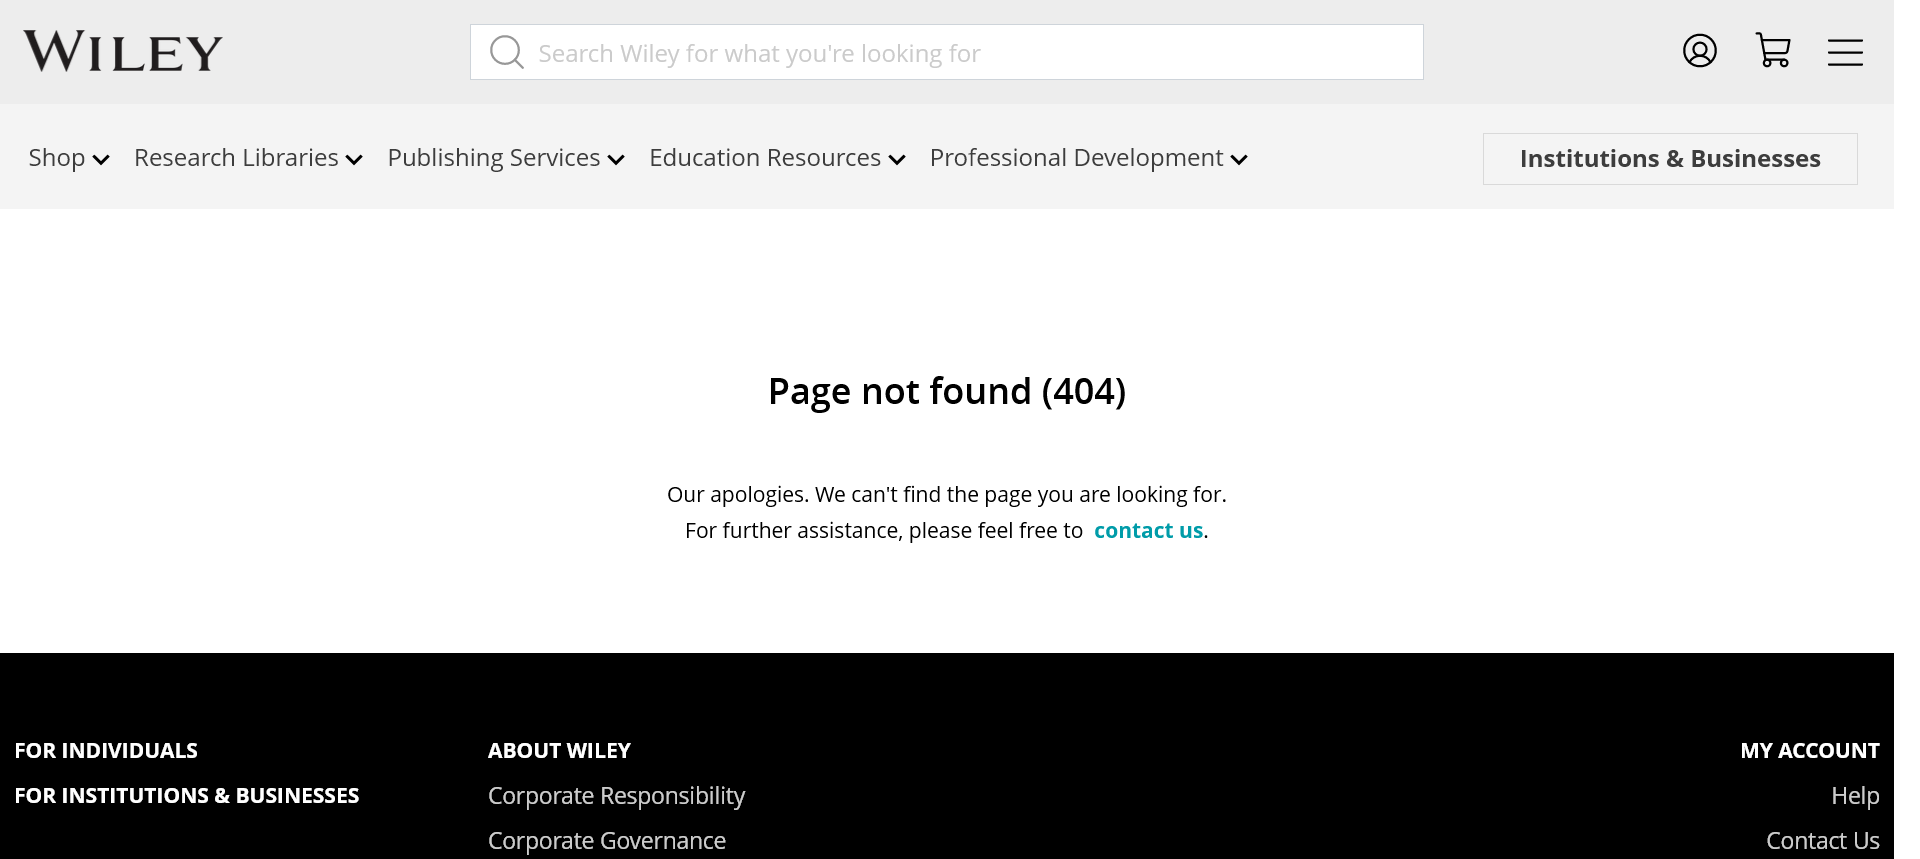 WILEY
Search Wiley for what you're looking for
Shop Research Libraries Publishing Services Education Resources Professional Development Institutions & Businesses
Page not found (404)
Our apologies. We can't find the page you are looking for.
For further assistance, please feel free to contact us.
FOR INDIVIDUALS
FOR INSTITUTIONS & BUSINESSES
ABOUT WILEY
Corporate Responsibility
Corporate Governance
MY ACCOUNT
Help
Contact Us